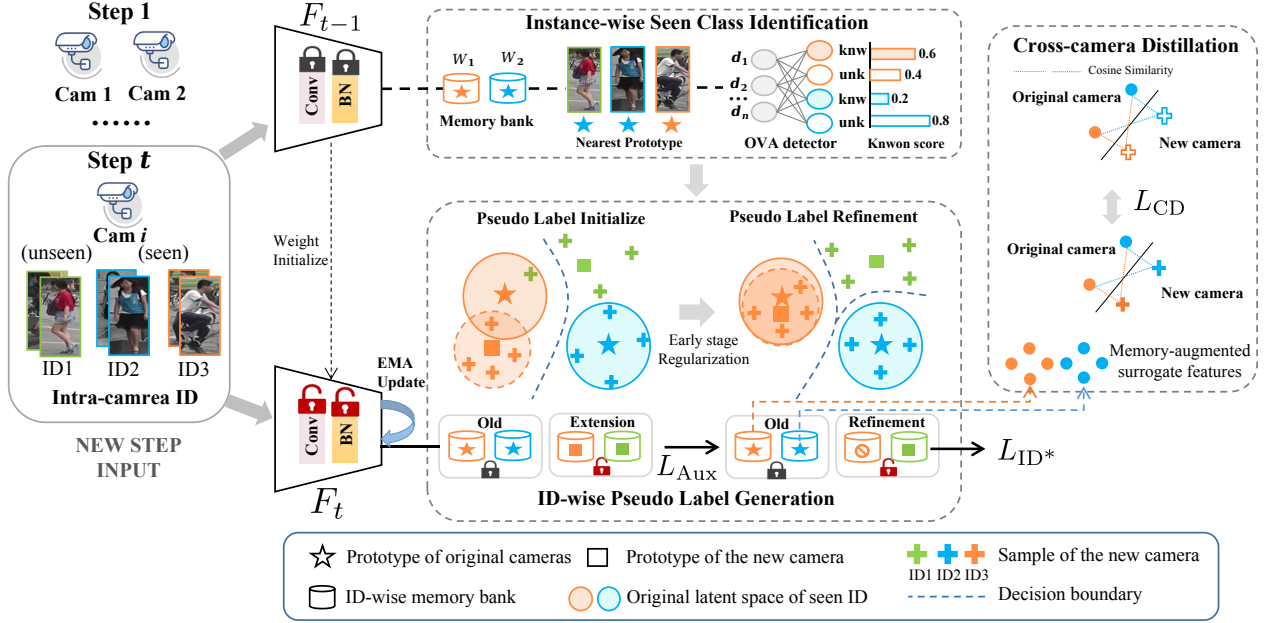 Step 1
Cam 1 Cam 2
......
Step t
Cam i
(unseen) (seen)
ID1 ID2 ID3
Intra-camrea ID
NEW STEP
INPUT
F_{t-1}
Conv
BN
Weight
Initialize
Conv
BN
F_t
EMA
Update
Instance-wise Seen Class Identification
W_1 W_2
Memory bank
Nearest Prototype
d_1
d_2
...
d_n
OVA detector
knw
unk
knw
unk
0.6
0.4
0.2
0.8
Knwon score
Pseudo Label Initialize
Pseudo Label Refinement
Early stage
Regularization
Old
Extension
L_Aux
Old
Refinement
L_ID*
ID-wise Pseudo Label Generation
Cross-camera Distillation
Cosine Similarity
Original camera
New camera
L_CD
Original camera
New camera
Memory-augmented
surrogate features
Prototype of original cameras
Prototype of the new camera
ID1 ID2 ID3
Sample of the new camera
ID-wise memory bank
Original latent space of seen ID
Decision boundary